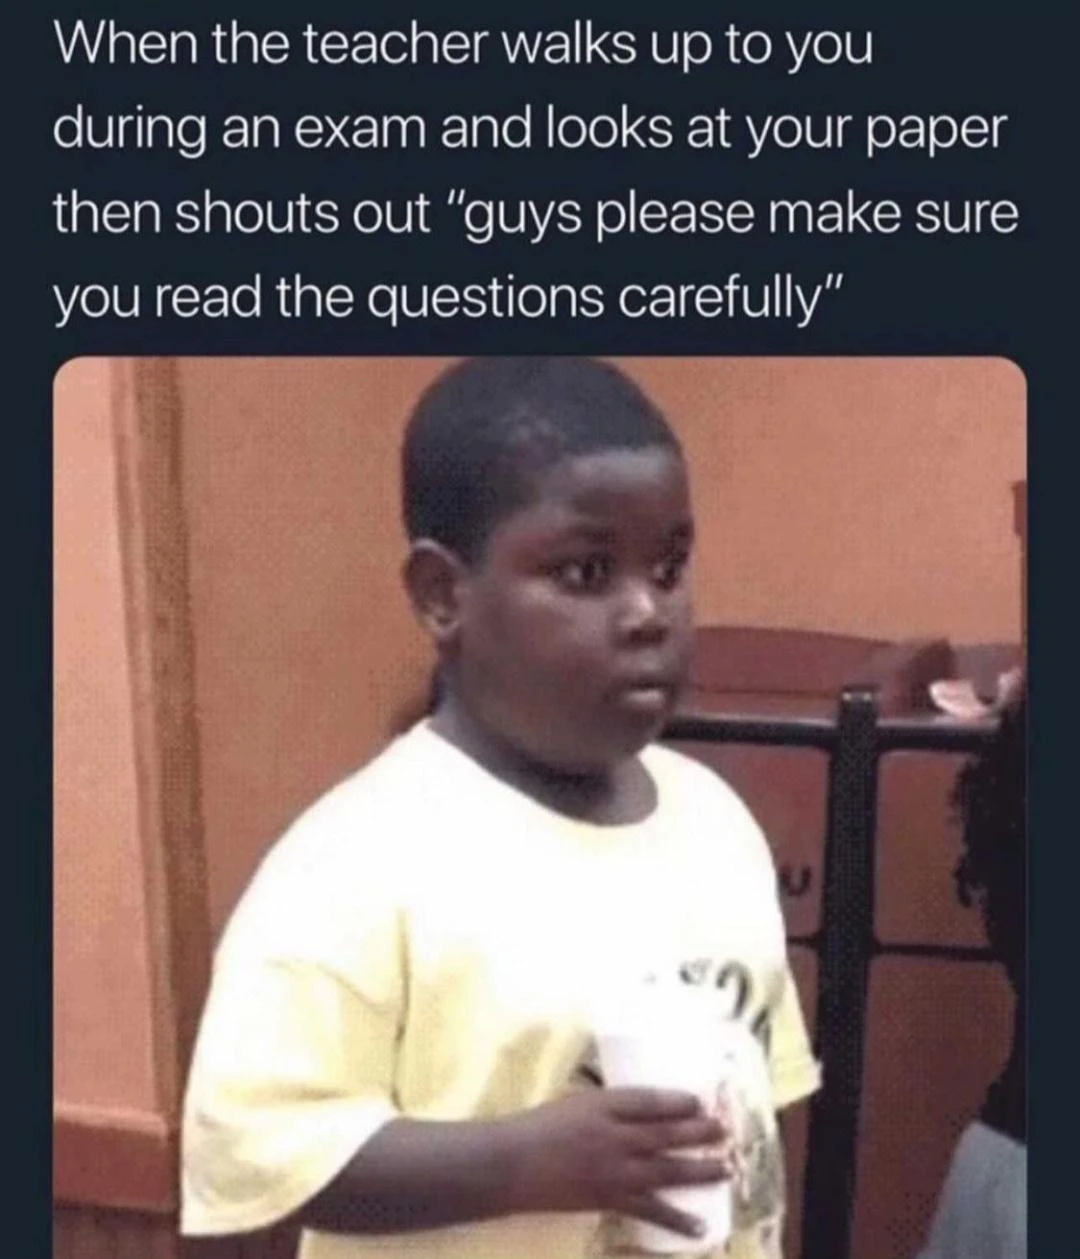 When the teacher walks up to you
during an exam and looks at your paper
then shouts out "guys please make sure
you read the questions carefully"